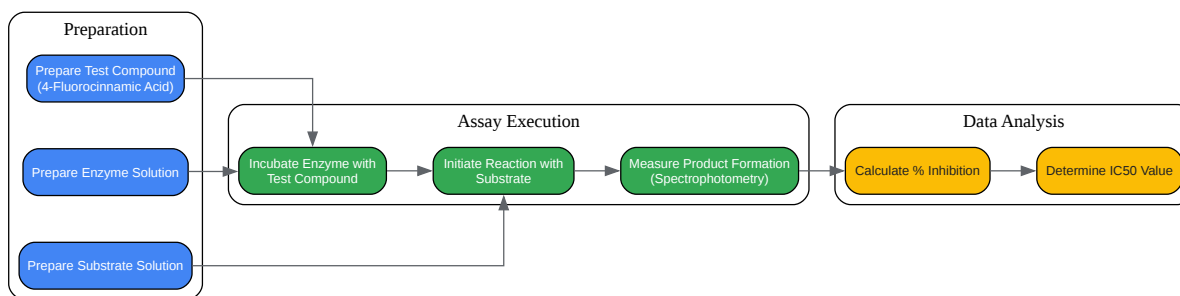 Preparation
Prepare Test Compound
(4-Fluorocinnamic Acid)
Prepare Enzyme Solution
Prepare Substrate Solution
Assay Execution
Incubate Enzyme with
Test Compound
Initiate Reaction with
Substrate
Measure Product Formation
(Spectrophotometry)
Data Analysis
Calculate % Inhibition
Determine IC50 Value